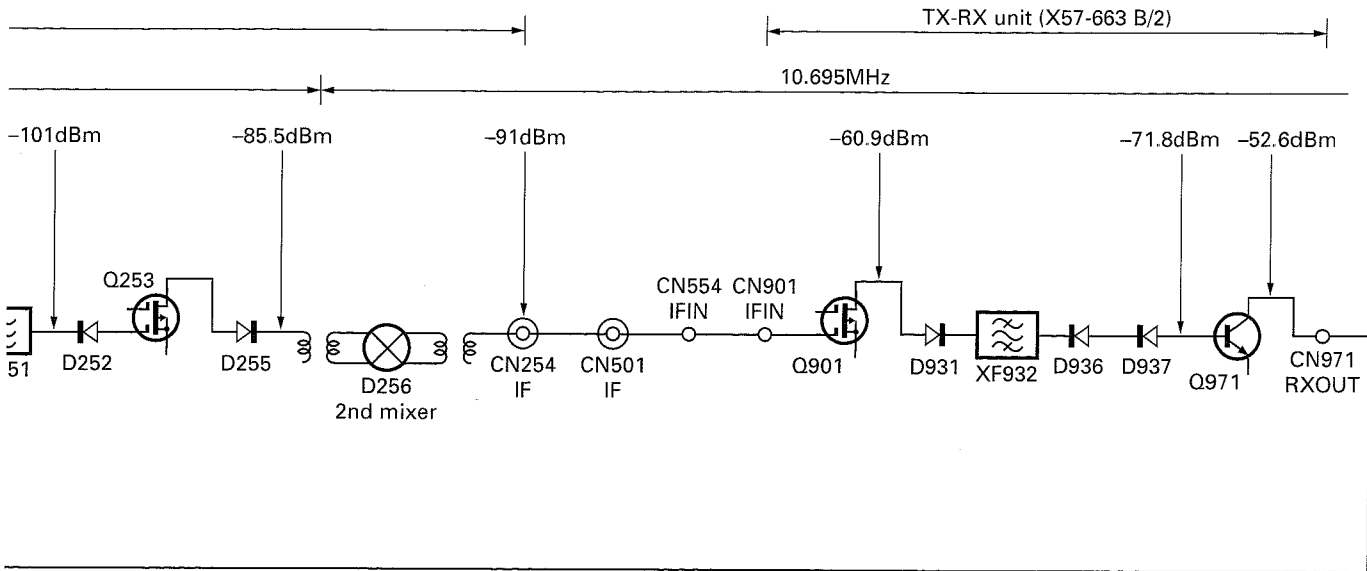 TX-RX unit (X57-663 B/2)
10.695MHz
–101dBm
–85.5dBm
–91dBm
–60.9dBm
–71.8dBm
–52.6dBm
Q253
CN554
IFIN
CN901
IFIN
51
D252
D255
D256
2nd mixer
CN254
IF
CN501
IF
Q901
D931
XF932
D936
D937
Q971
CN971
RXOUT